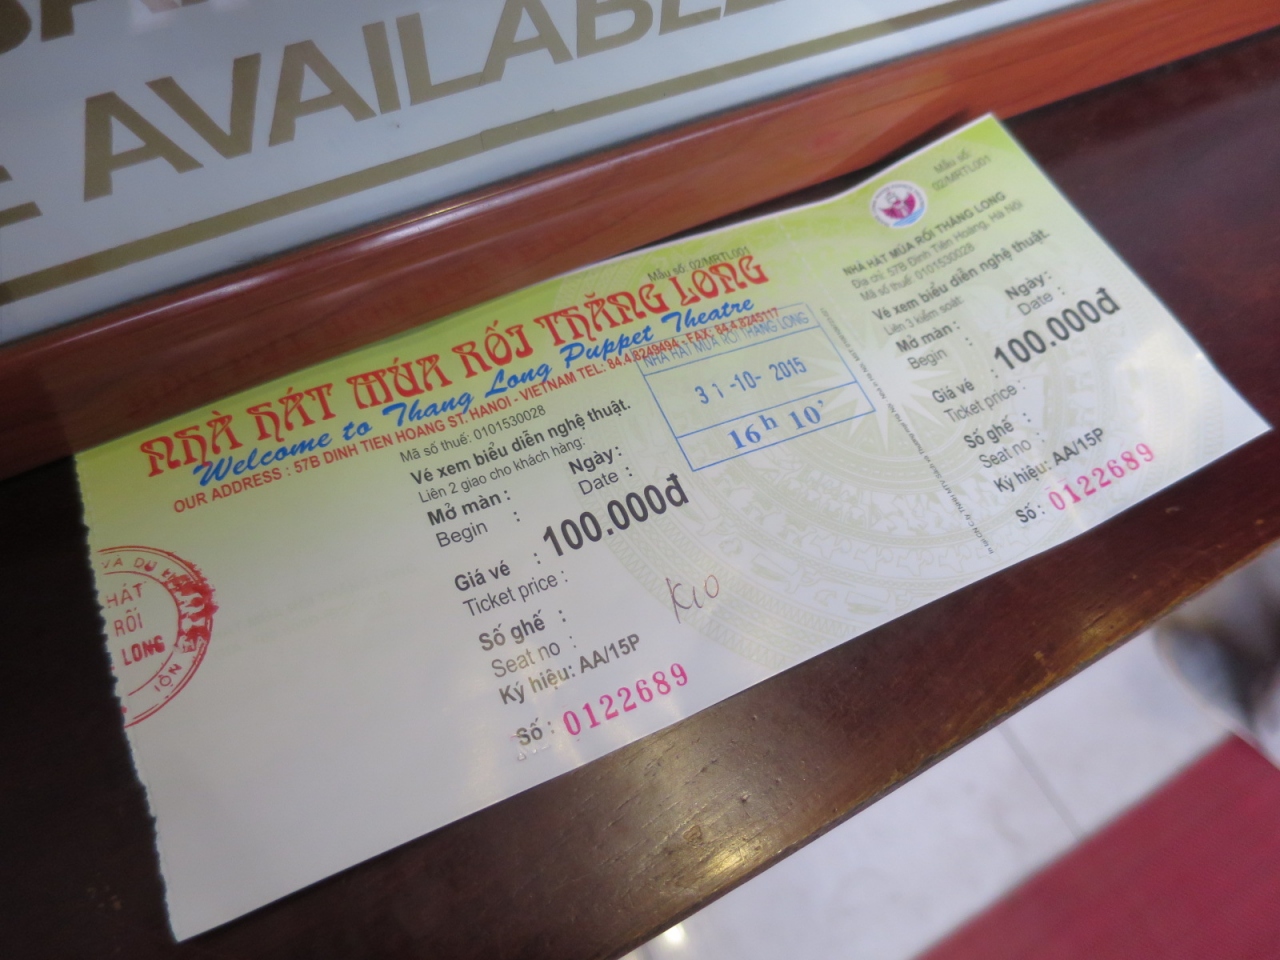 AVAILABLE
Mẫu số: 02/MRTL001
NHÀ HÁT MÚA RỐI THĂNG LONG
Welcome to Thang Long Puppet Theatre
OUR ADDRESS : 57B DINH TIEN HOANG ST. HANOI - VIETNAM TEL: 84.4.8249494 - FAX: 84.4.8245117
Mã số thuế: 0101530028
Vé xem biểu diễn nghệ thuật.
Liên 2 giao cho khách hàng:
Mở màn : Ngày :
Begin : Date :
Giá vé : 100.000đ
Ticket price :
Số ghế :
Seat no :
K10
Ký hiệu: AA/15P
Số : 0122689
NHÀ HÁT MÚA RỐI THĂNG LONG
31-10-2015
16h 10'
VÀ DU
HÁT
RỐI
LONG
NỘI
Mẫu số:
02/MRTL001
NHÀ HÁT MÚA RỐI THĂNG LONG
Địa chỉ: 57B Đinh Tiên Hoàng, Hà Nội
Mã số thuế: 0101530028
Vé xem biểu diễn nghệ thuật.
Liên 3 kiểm soát:
Mở màn : Ngày :
Begin : Date :
Giá vé : 100.000đ
Ticket price :
Số ghế :
Seat no :
Ký hiệu: AA/15P
Số : 0122689